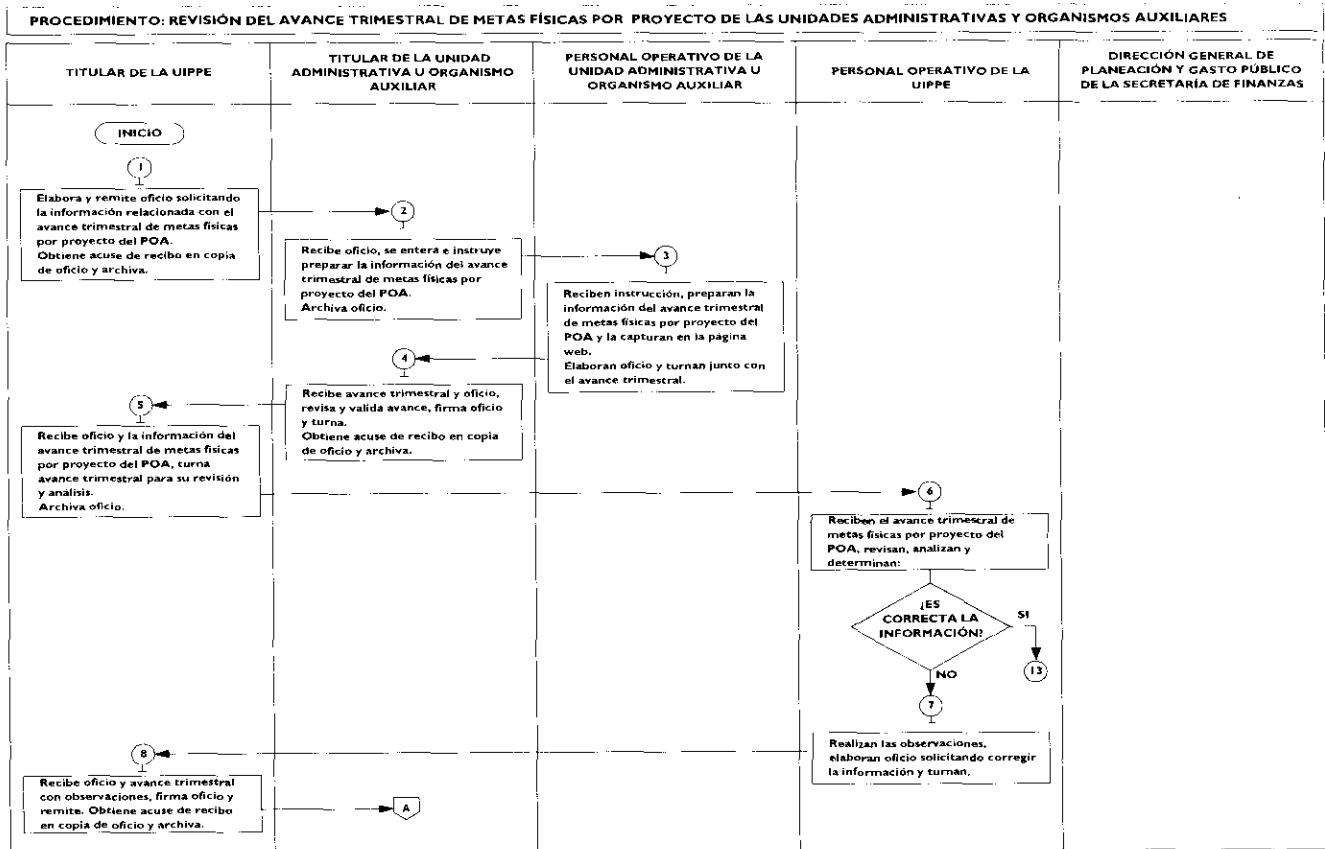 PROCEDIMIENTO: REVISIÓN DEL AVANCE TRIMESTRAL DE METAS FÍSICAS POR PROYECTO DE LAS UNIDADES ADMINISTRATIVAS Y ORGANISMOS AUXILIARES
TITULAR DE LA UIPPE
TITULAR DE LA UNIDAD
ADMINISTRATIVA U ORGANISMO
AUXILIAR
PERSONAL OPERATIVO DE LA
UNIDAD ADMINISTRATIVA U
ORGANISMO AUXILIAR
PERSONAL OPERATIVO DE LA
UIPPE
DIRECCIÓN GENERAL DE
PLANEACIÓN Y GASTO PÚBLICO
DE LA SECRETARÍA DE FINANZAS
INICIO
1
Elabora y remite oficio solicitando
la información relacionada con el
avance trimestral de metas físicas
por proyecto del POA.
Obtiene acuse de recibo en copia
de oficio y archiva.
2
Recibe oficio, se entera e instruye
preparar la información del avance
trimestral de metas físicas por
proyecto del POA.
Archiva oficio.
3
Reciben instrucción, preparan la
información del avance trimestral
de metas físicas por proyecto del
POA y la capturan en la página
web.
Elaboran oficio y turnan junto con
el avance trimestral.
4
Recibe avance trimestral y oficio,
revisa y valida avance, firma oficio
y turna.
Obtiene acuse de recibo en copia
de oficio y archiva.
5
Recibe oficio y la información del
avance trimestral de metas físicas
por proyecto del POA, turna
avance trimestral para su revisión
y análisis.
Archiva oficio.
6
Reciben el avance trimestral de
metas físicas por proyecto del
POA, revisan, analizan y
determinan:
¿ES
CORRECTA LA
INFORMACIÓN?
SI
13
NO
7
Realizan las observaciones,
elaboran oficio solicitando corregir
la información y turnan.
8
Recibe oficio y avance trimestral
con observaciones, firma oficio y
remite. Obtiene acuse de recibo
en copia de oficio y archiva.
A